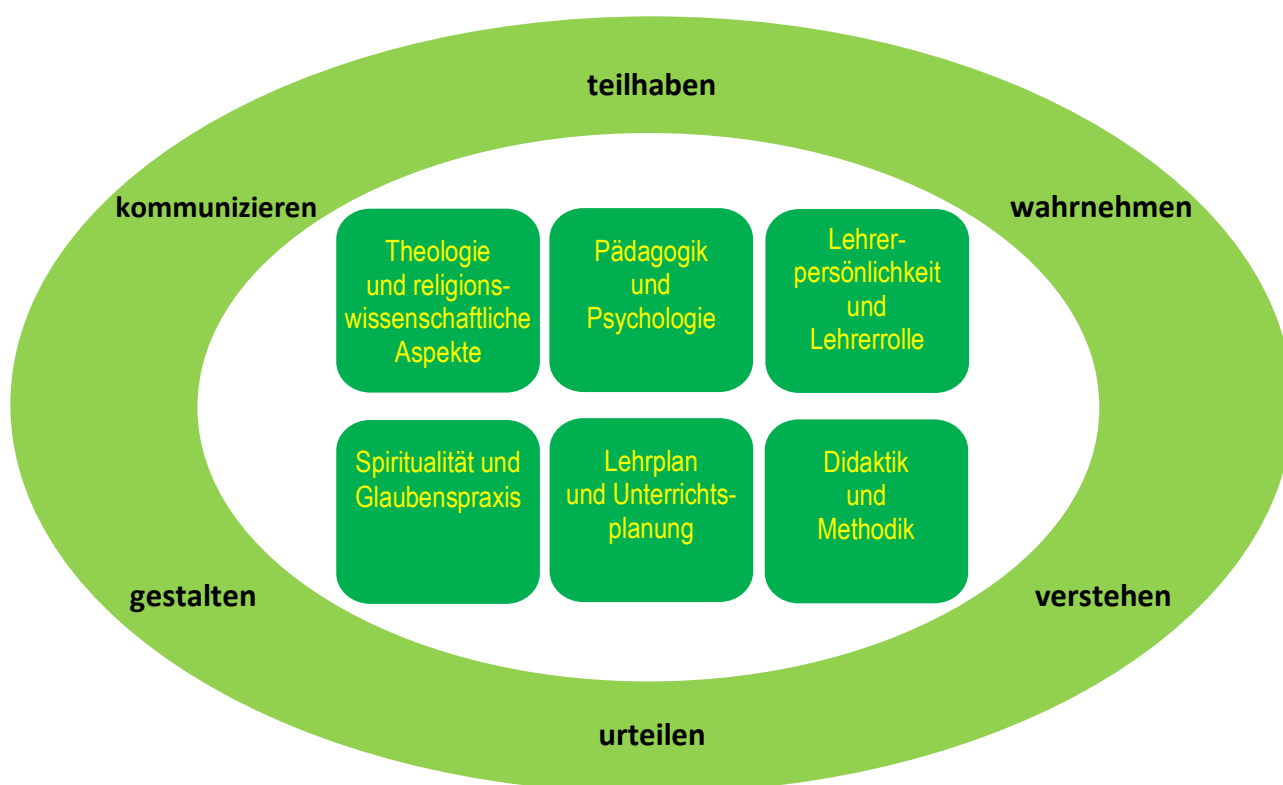 teilhaben
kommunizieren
wahrnehmen
Theologie
und religions-
wissenschaftliche
Aspekte
Pädagogik
und
Psychologie
Lehrer-
persönlichkeit
und
Lehrerrolle
Spiritualität und
Glaubenspraxis
Lehrplan
und Unterrichts-
planung
Didaktik
und
Methodik
gestalten
verstehen
urteilen